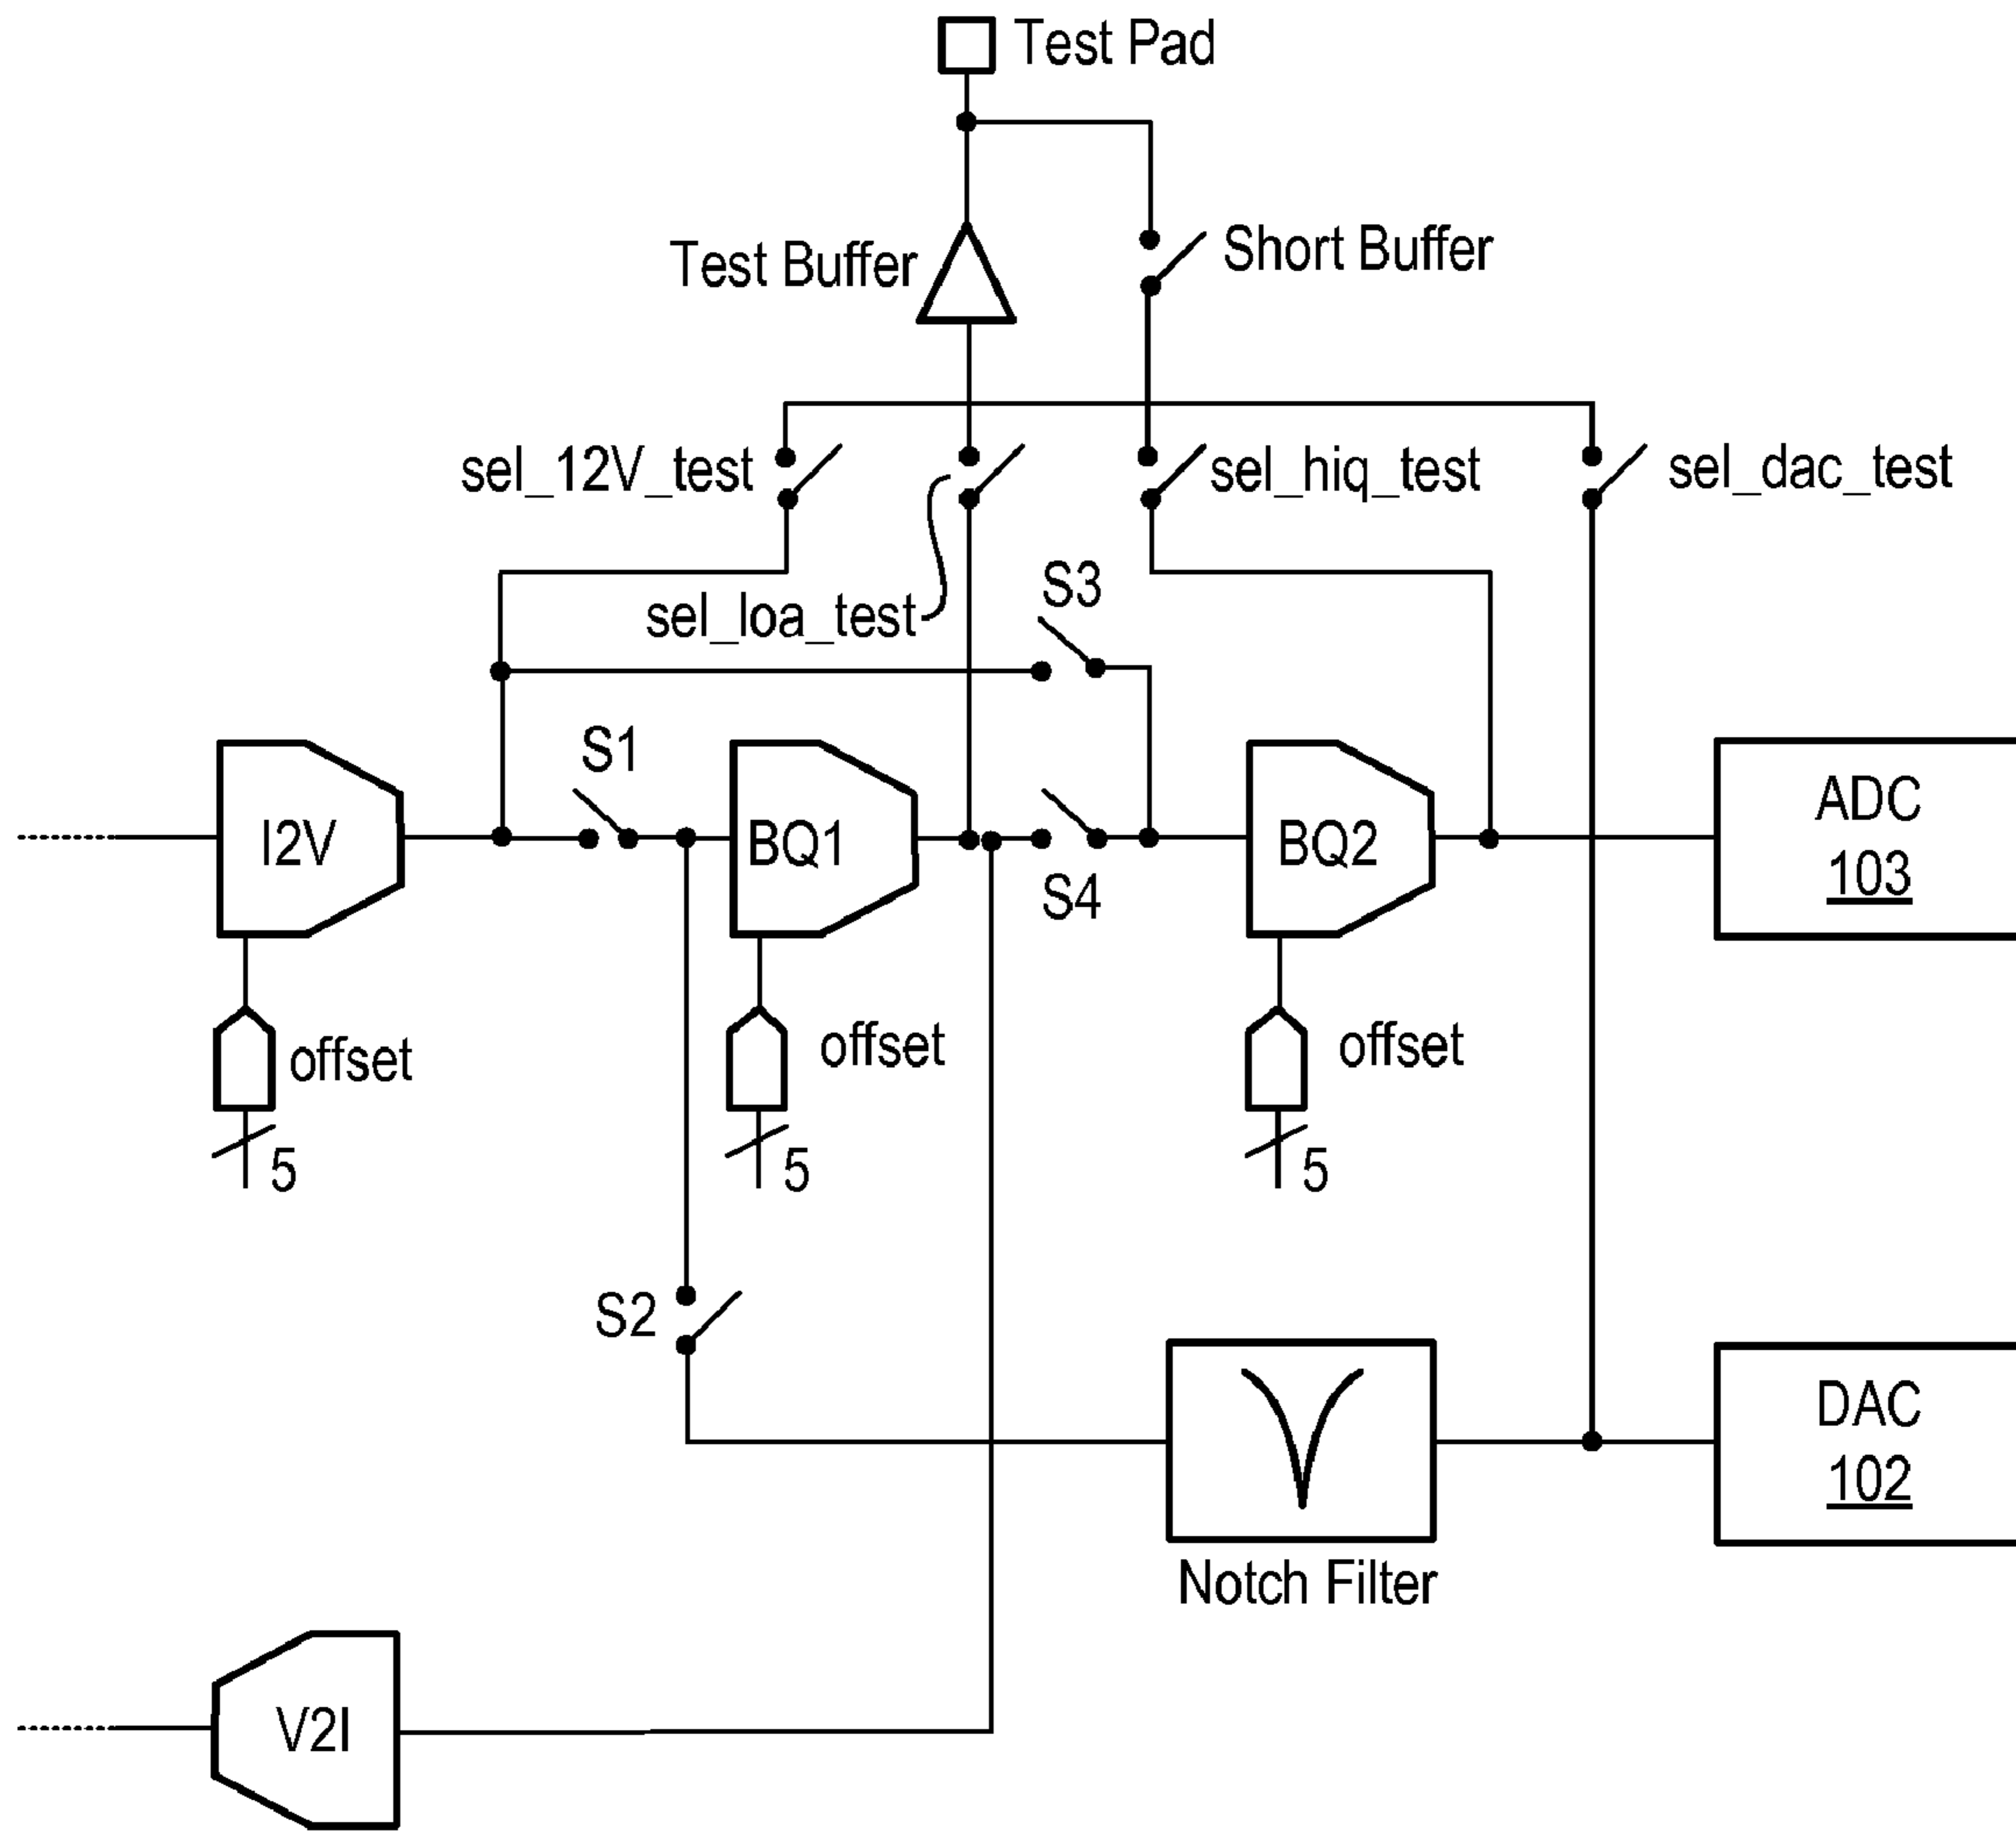 Test Pad
Test Buffer
Short Buffer
sel_12V_test
sel_hiq_test
sel_dac_test
sel_loa_test
S3
S1
I2V
BQ1
S4
BQ2
ADC
103
offset
offset
offset
5
5
5
S2
DAC
102
Notch Filter
V2I